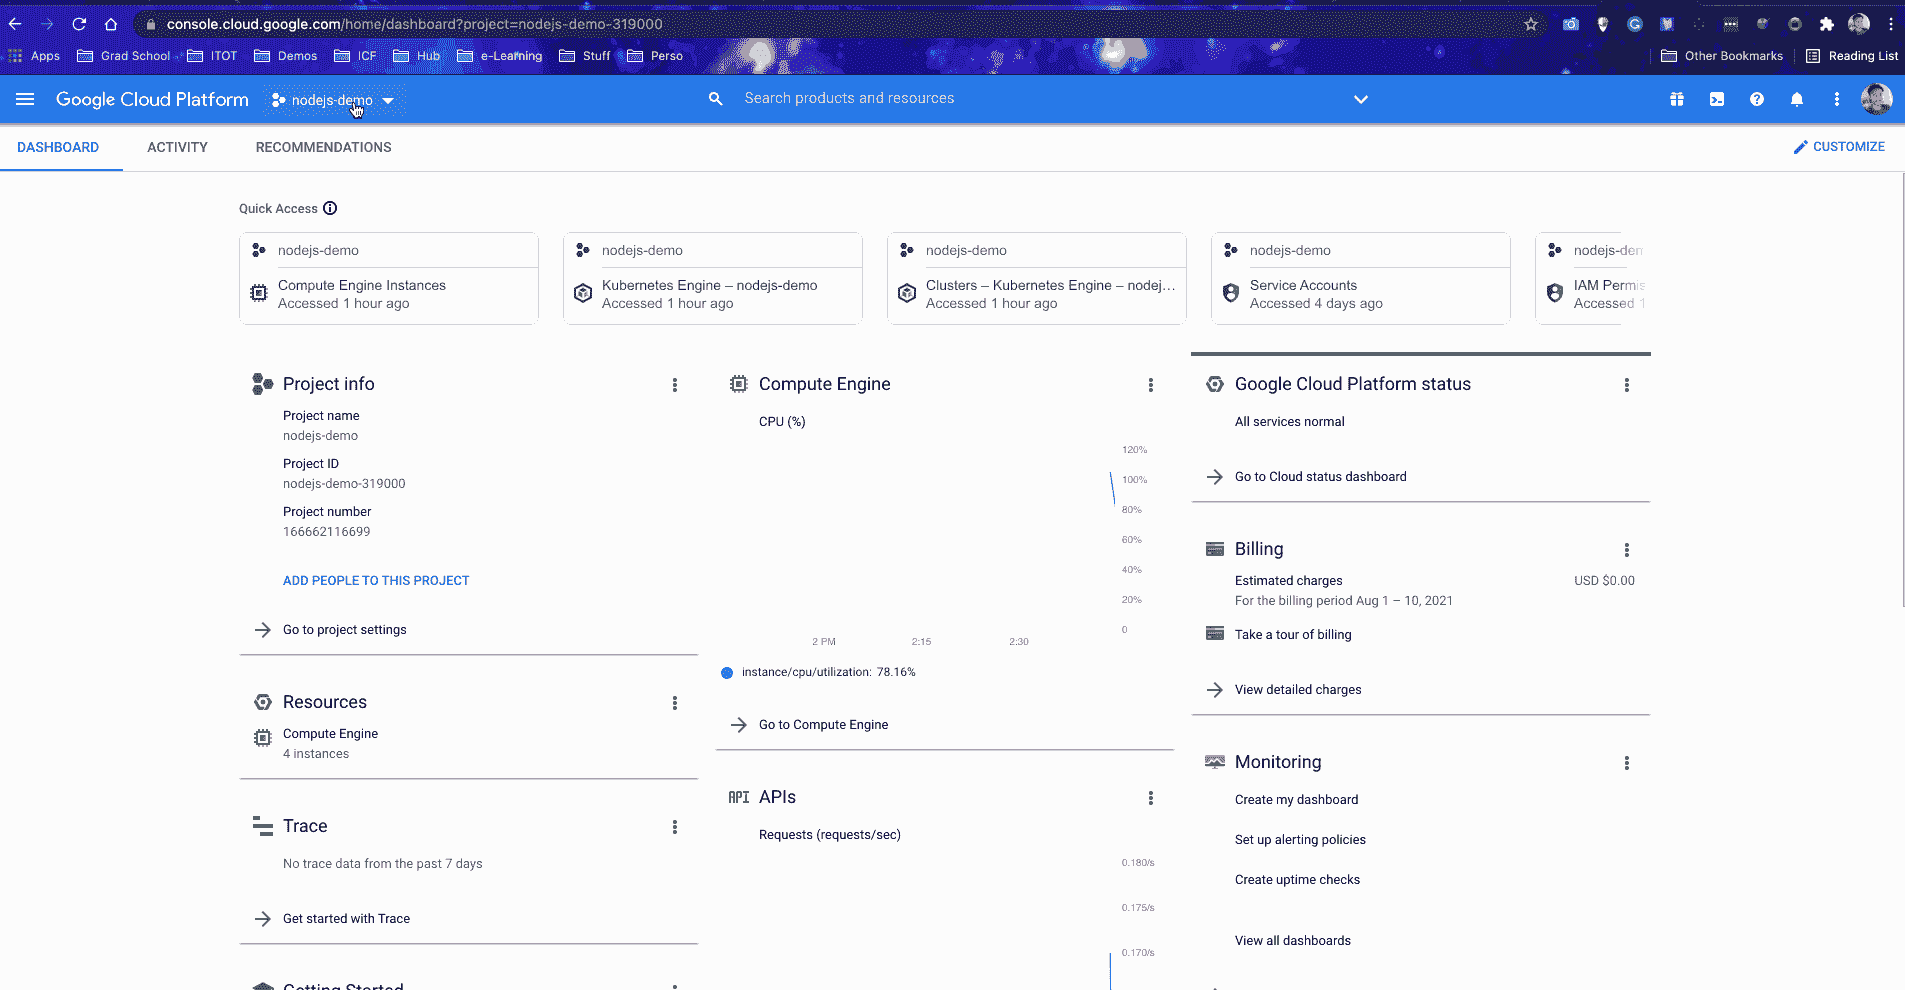 console.cloud.google.com/home/dashboard?project=nodejs-demo-319000
Apps Grad School ITOT Demos ICF Hub e-Learning Stuff Perso Other Bookmarks Reading List
Google Cloud Platform nodejs-demo Search products and resources
DASHBOARD ACTIVITY RECOMMENDATIONS CUSTOMIZE
Quick Access
nodejs-demo
Compute Engine Instances
Accessed 1 hour ago
nodejs-demo
Kubernetes Engine – nodejs-demo
Accessed 1 hour ago
nodejs-demo
Clusters – Kubernetes Engine – nodej…
Accessed 1 hour ago
nodejs-demo
Service Accounts
Accessed 4 days ago
nodejs-dem
IAM Permis
Accessed 1
Project info
Project name
nodejs-demo
Project ID
nodejs-demo-319000
Project number
166662116699
ADD PEOPLE TO THIS PROJECT
Go to project settings
Resources
Compute Engine
4 instances
Trace
No trace data from the past 7 days
Get started with Trace
Getting Started
Compute Engine
CPU (%)
120%
100%
80%
60%
40%
20%
0
2 PM 2:15 2:30
instance/cpu/utilization: 78.16%
Go to Compute Engine
API APIs
Requests (requests/sec)
0.180/s
0.175/s
0.170/s
Google Cloud Platform status
All services normal
Go to Cloud status dashboard
Billing
Estimated charges USD $0.00
For the billing period Aug 1 – 10, 2021
Take a tour of billing
View detailed charges
Monitoring
Create my dashboard
Set up alerting policies
Create uptime checks
View all dashboards